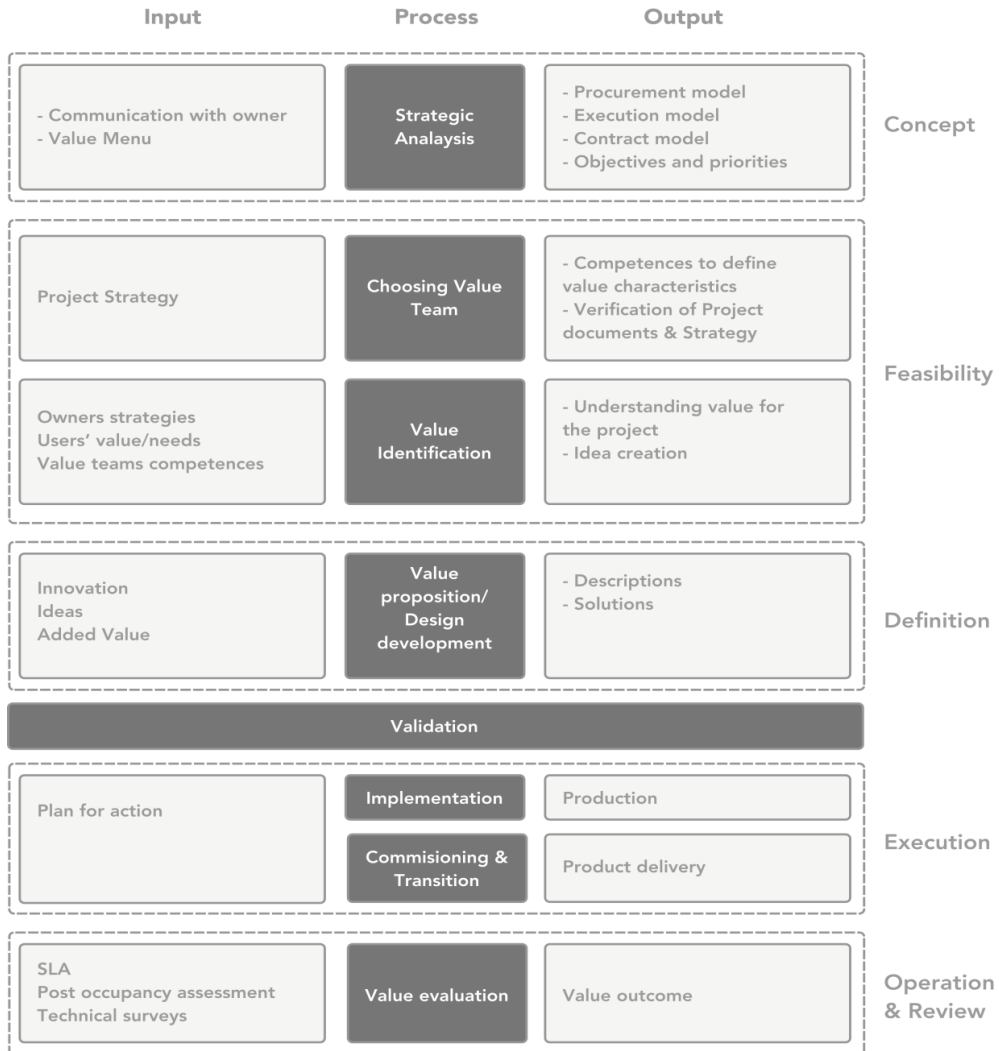 Input
Process
Output
- Communication with owner
- Value Menu
Strategic
Analaysis
- Procurement model
- Execution model
- Contract model
- Objectives and priorities
Concept
Project Strategy
Choosing Value
Team
- Competences to define
value characteristics
- Verification of Project
documents & Strategy
Feasibility
Owners strategies
Users’ value/needs
Value teams competences
Value
Identification
- Understanding value for
the project
- Idea creation
Innovation
Ideas
Added Value
Value
proposition/
Design
development
- Descriptions
- Solutions
Definition
Validation
Plan for action
Implementation
Production
Commisioning &
Transition
Product delivery
Execution
SLA
Post occupancy assessment
Technical surveys
Value evaluation
Value outcome
Operation
& Review